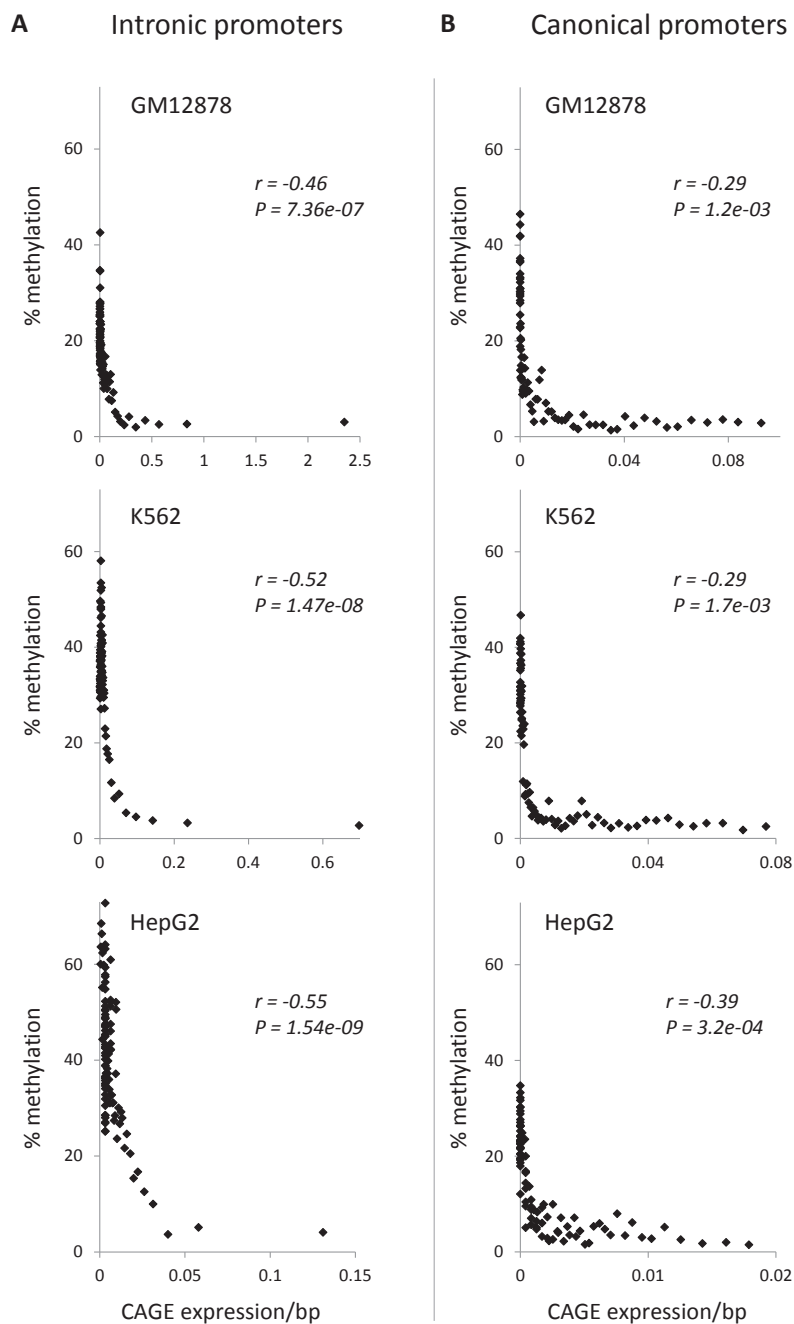 A Intronic promoters
GM12878
r = -0.46
P = 7.36e-07
% methylation
60
40
20
0
0 0.5 1 1.5 2 2.5
K562
r = -0.52
P = 1.47e-08
% methylation
60
40
20
0
0 0.2 0.4 0.6
HepG2
r = -0.55
P = 1.54e-09
% methylation
60
40
20
0
0 0.05 0.1 0.15
CAGE expression/bp
B Canonical promoters
GM12878
r = -0.29
P = 1.2e-03
% methylation
60
40
20
0
0 0.04 0.08
K562
r = -0.29
P = 1.7e-03
% methylation
60
40
20
0
0 0.04 0.08
HepG2
r = -0.39
P = 3.2e-04
% methylation
60
40
20
0
0 0.01 0.02
CAGE expression/bp